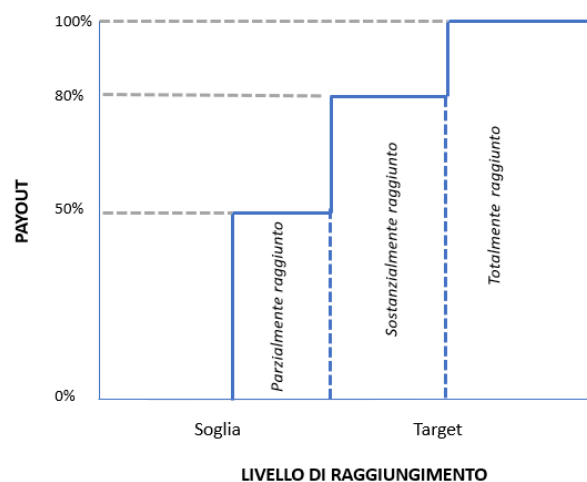 100%
80%
50%
0%
PAYOUT
Parzialmente raggiunto
Sostanzialmente raggiunto
Totalmente raggiunto
Soglia
Target
LIVELLO DI RAGGIUNGIMENTO